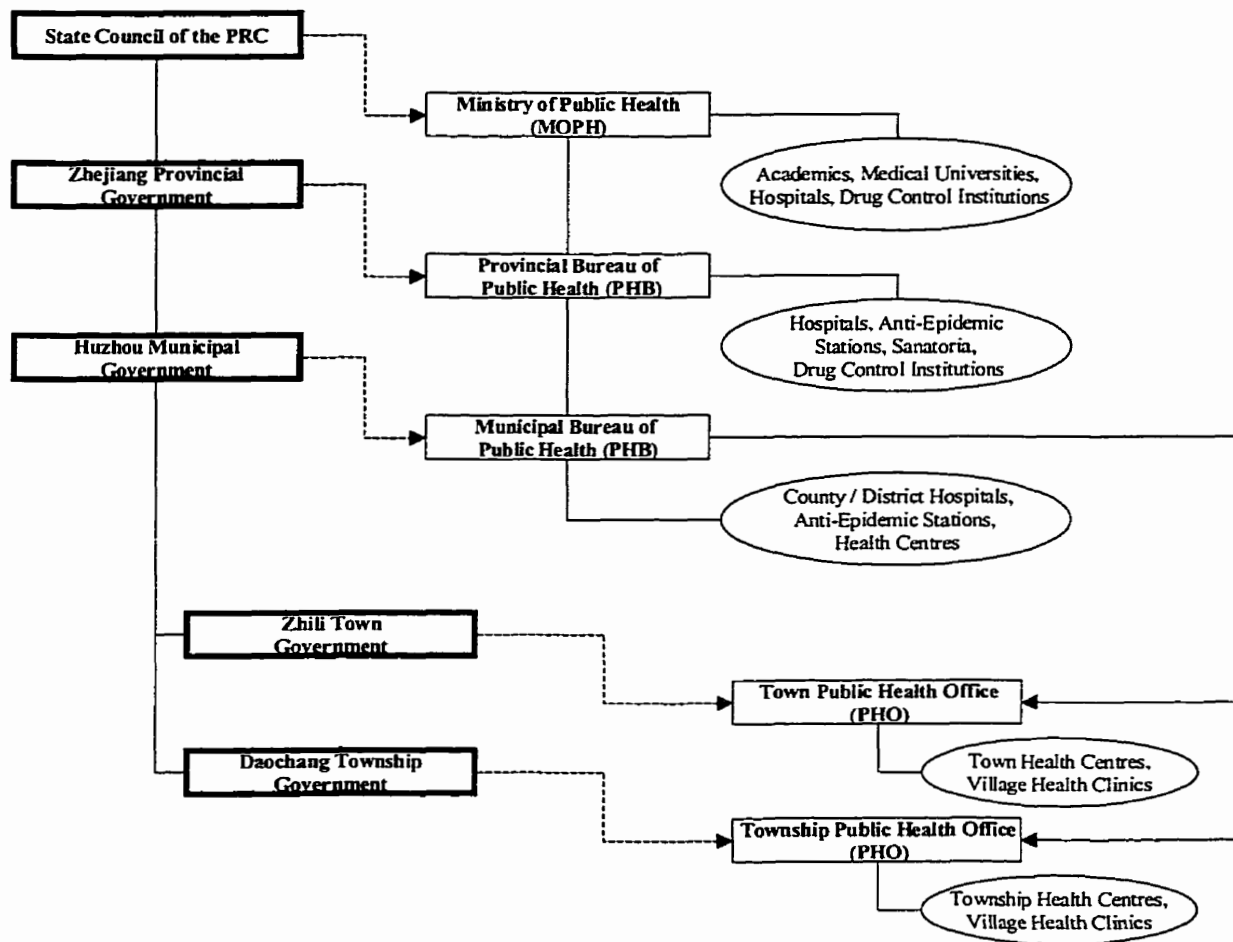 State Council of the PRC
Ministry of Public Health
(MOPH)
Academics, Medical Universities,
Hospitals, Drug Control Institutions
Zhejiang Provincial
Government
Provincial Bureau of
Public Health (PHB)
Hospitals, Anti-Epidemic
Stations, Sanatoria,
Drug Control Institutions
Huzhou Municipal
Government
Municipal Bureau of
Public Health (PHB)
County / District Hospitals,
Anti-Epidemic Stations,
Health Centres
Zhili Town
Government
Town Public Health Office
(PHO)
Town Health Centres,
Village Health Clinics
Daochang Township
Government
Township Public Health Office
(PHO)
Township Health Centres,
Village Health Clinics